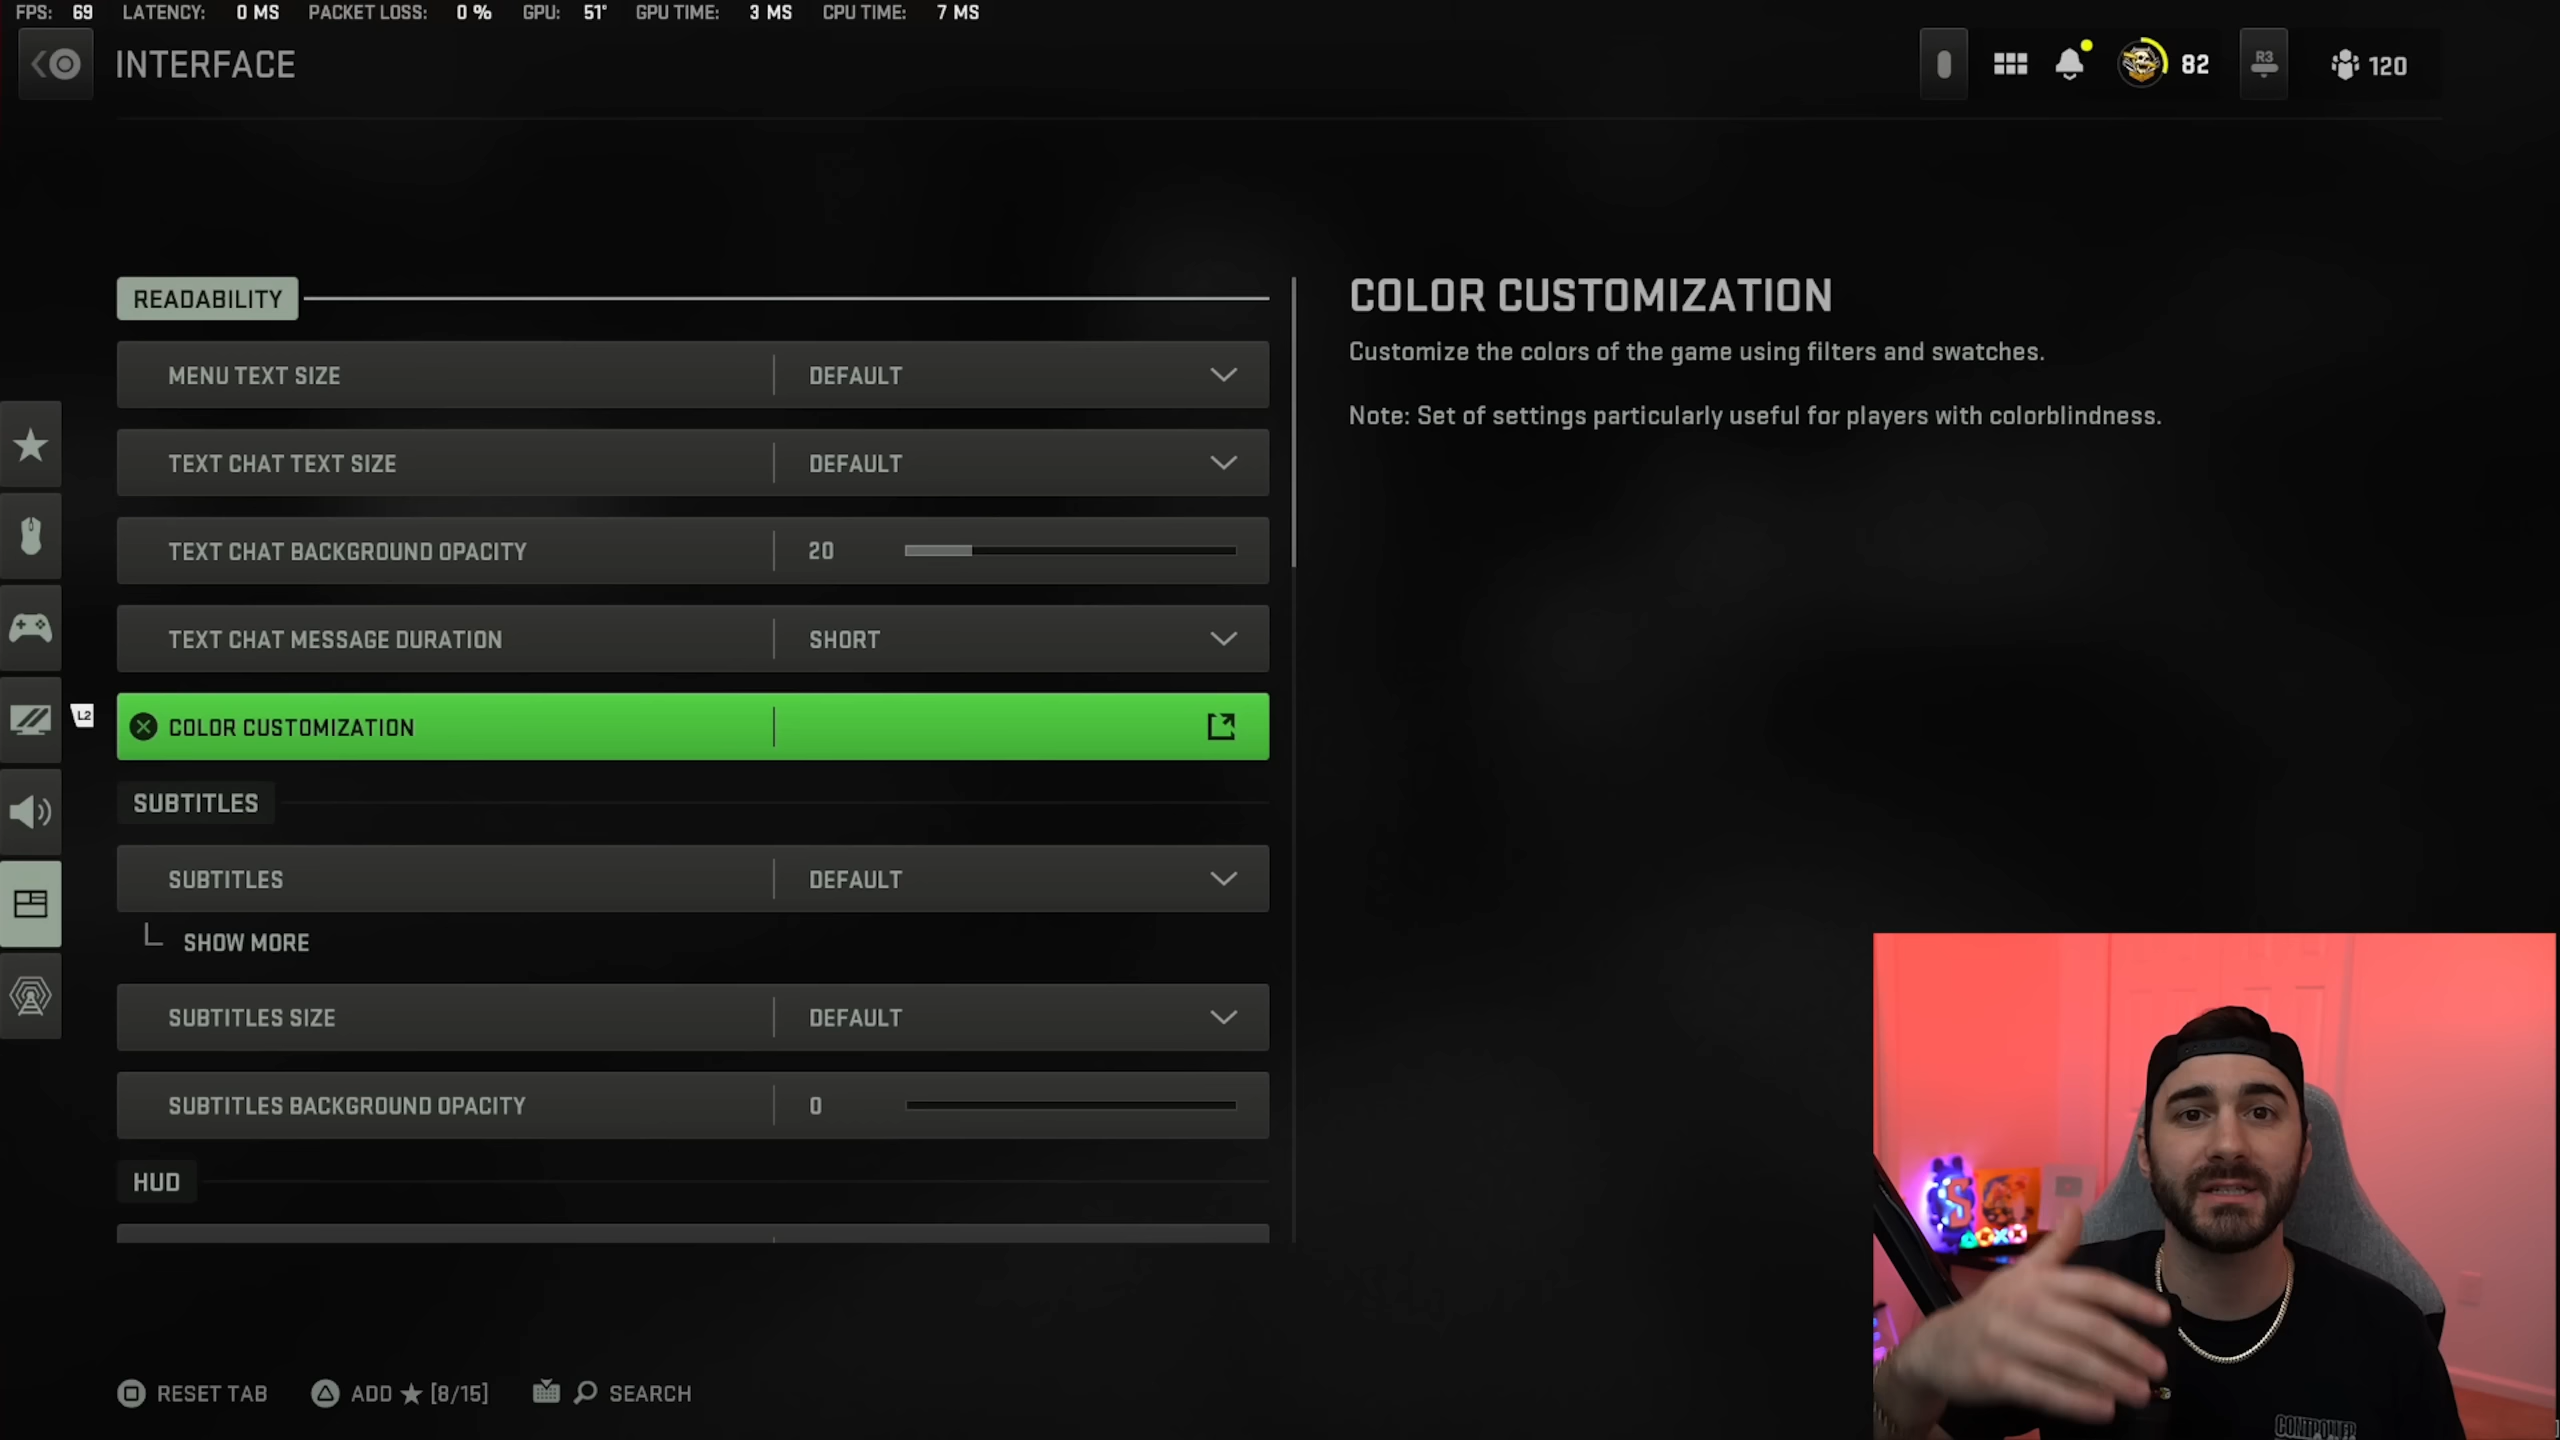 FPS: 69 LATENCY: 0 MS PACKET LOSS: 0 % GPU: 51° GPU TIME: 3 MS CPU TIME: 7 MS
INTERFACE
82
R3
120
READABILITY
MENU TEXT SIZE DEFAULT
TEXT CHAT TEXT SIZE DEFAULT
TEXT CHAT BACKGROUND OPACITY 20
TEXT CHAT MESSAGE DURATION SHORT
L2
COLOR CUSTOMIZATION
SUBTITLES
SUBTITLES DEFAULT
SHOW MORE
SUBTITLES SIZE DEFAULT
SUBTITLES BACKGROUND OPACITY 0
HUD
COLOR CUSTOMIZATION
Customize the colors of the game using filters and swatches.
Note: Set of settings particularly useful for players with colorblindness.
S
CONTROLLER
RESET TAB ADD ★ [8/15] SEARCH